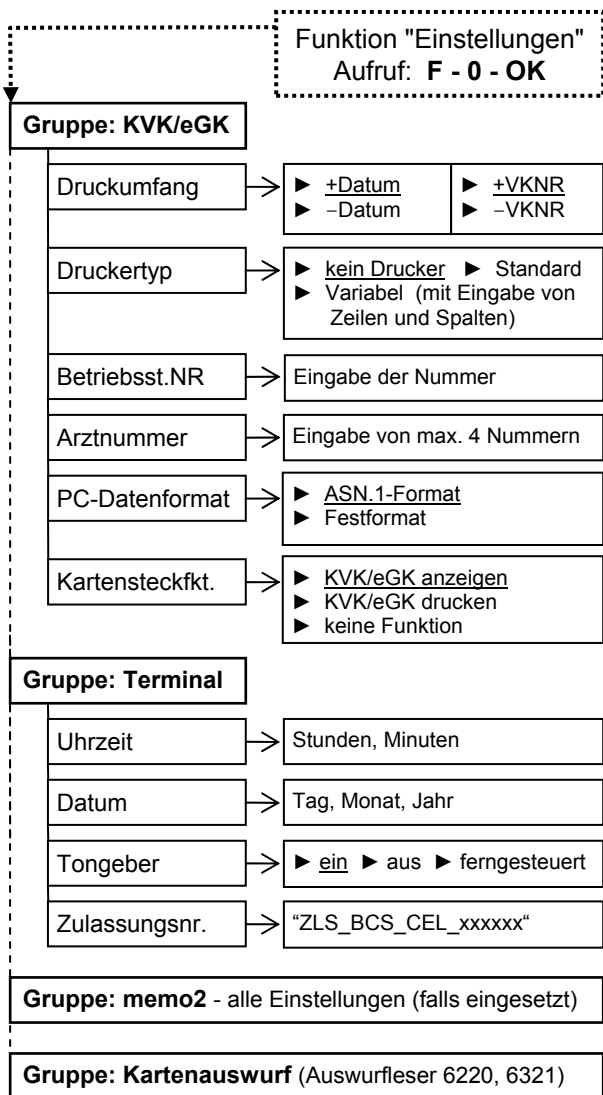 Funktion "Einstellungen"
Aufruf: F - 0 - OK
Gruppe: KVK/eGK
Druckumfang
► +Datum
► –Datum
► +VKNR
► –VKNR
Druckertyp
► kein Drucker ► Standard
► Variabel (mit Eingabe von
Zeilen und Spalten)
Betriebsst.NR
Eingabe der Nummer
Arztnummer
Eingabe von max. 4 Nummern
PC-Datenformat
► ASN.1-Format
► Festformat
Kartensteckfkt.
► KVK/eGK anzeigen
► KVK/eGK drucken
► keine Funktion
Gruppe: Terminal
Uhrzeit
Stunden, Minuten
Datum
Tag, Monat, Jahr
Tongeber
► ein ► aus ► ferngesteuert
Zulassungsnr.
“ZLS_BCS_CEL_xxxxxx“
Gruppe: memo2 - alle Einstellungen (falls eingesetzt)
Gruppe: Kartenauswurf (Auswurfleser 6220, 6321)